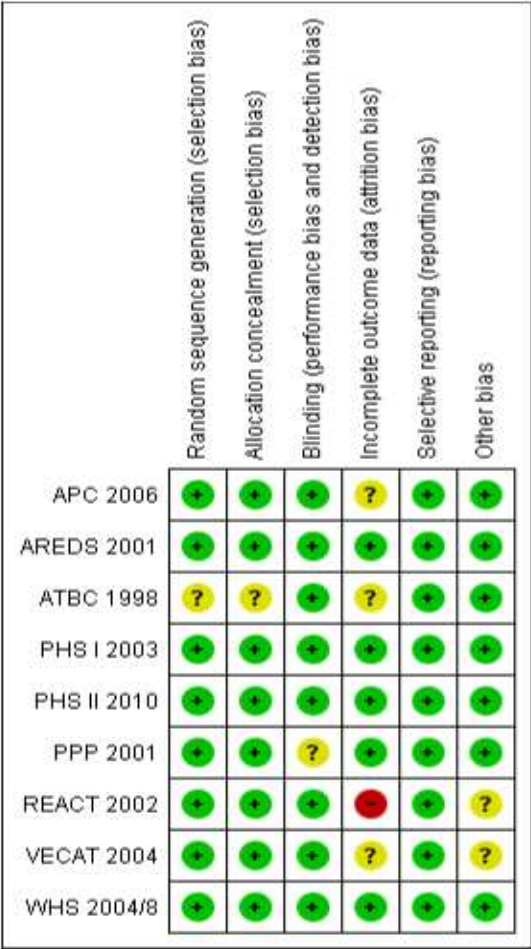 Random sequence generation (selection bias)
Allocation concealment (selection bias)
Blinding (performance bias and detection bias)
Incomplete outcome data (attrition bias)
Selective reporting (reporting bias)
Other bias
APC 2006 + + + ? + +
AREDS 2001 + + + + + +
ATBC 1998 ? ? + ? + +
PHS I 2003 + + + + + +
PHS II 2010 + + + + + +
PPP 2001 + + ? + + +
REACT 2002 + + + - + ?
VECAT 2004 + + + ? + ?
WHS 2004/8 + + + + + +